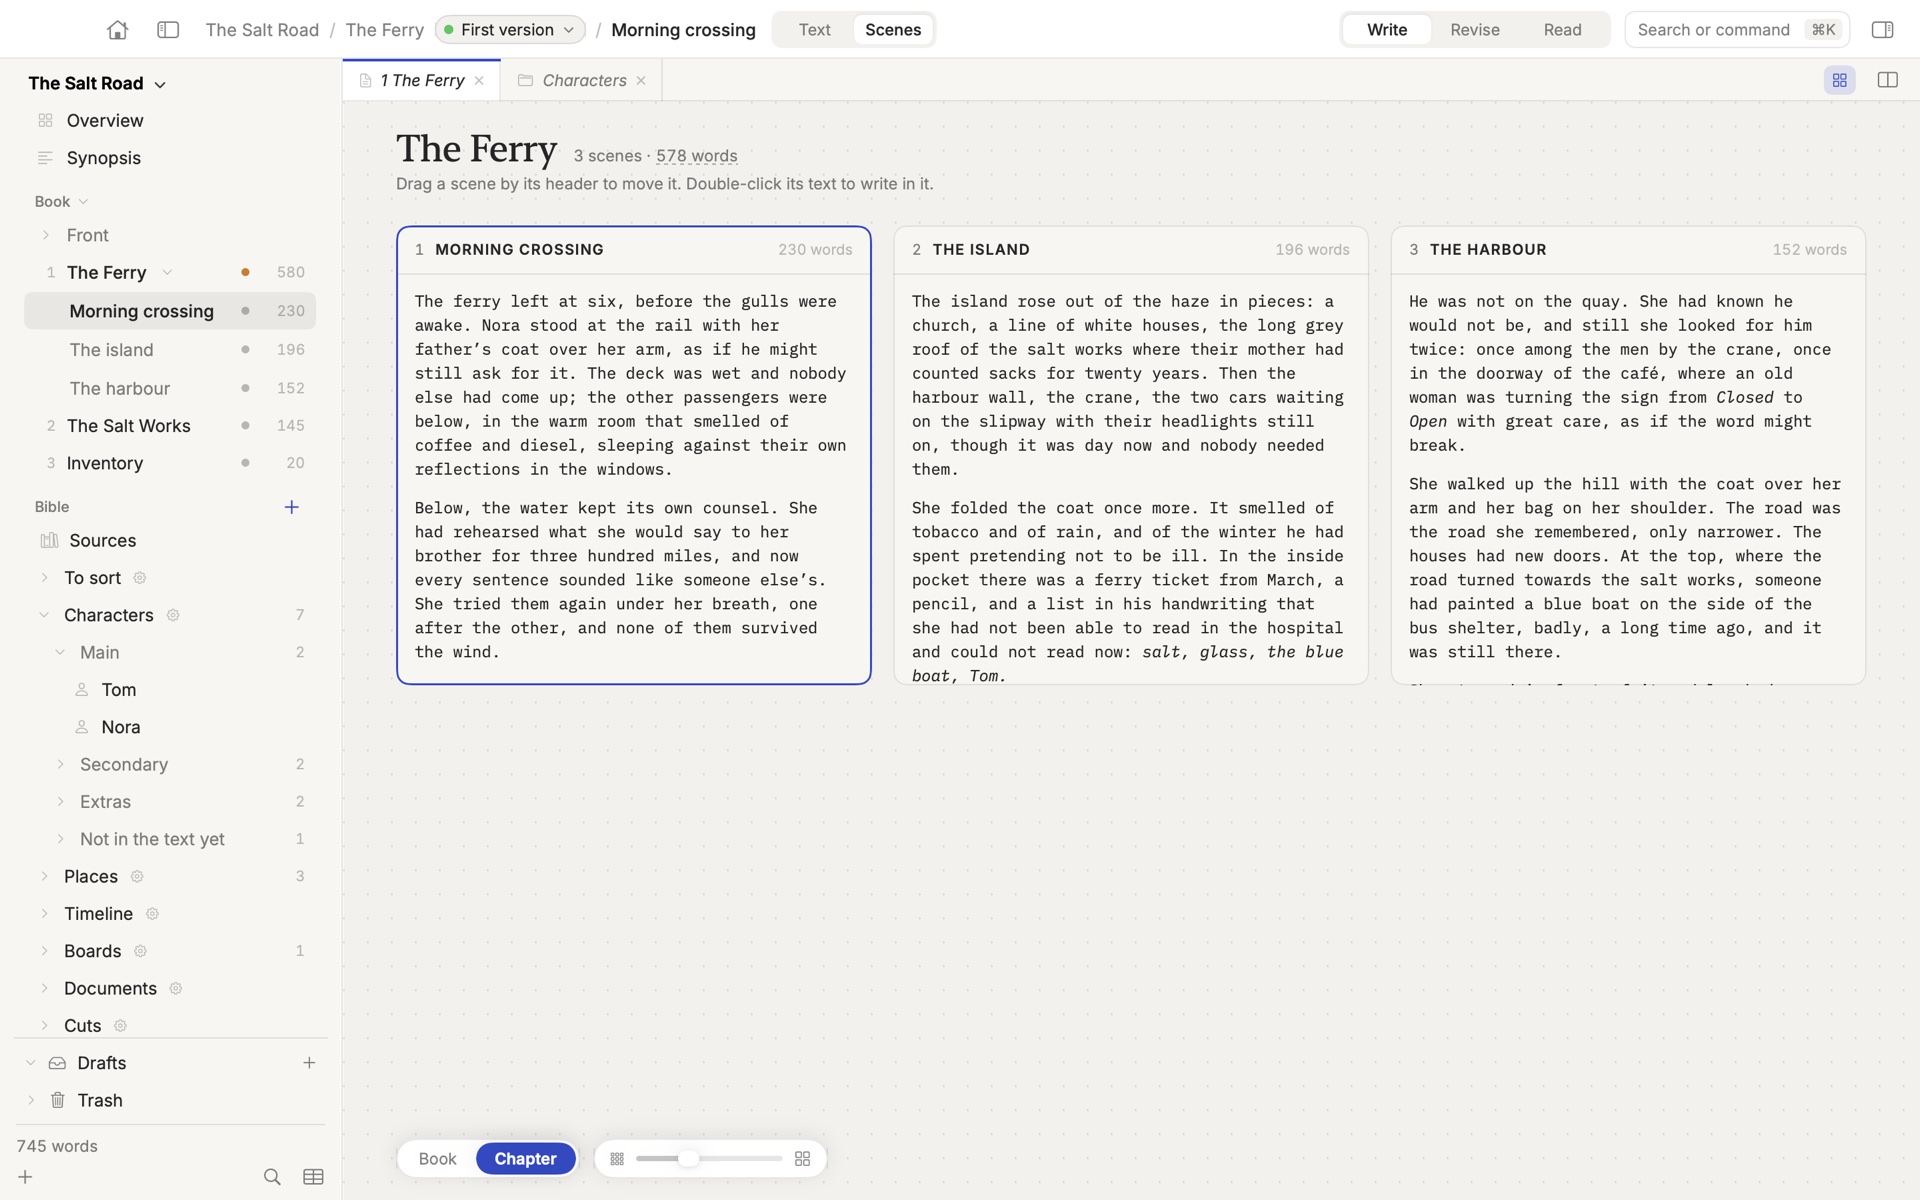 The Salt Road / The Ferry First version / Morning crossing Text Scenes Write Revise Read Search or command ⌘K
The Salt Road
Overview
Synopsis
Book
Front
1 The Ferry 580
Morning crossing 230
The island 196
The harbour 152
2 The Salt Works 145
3 Inventory 20
Bible
Sources
To sort
Characters 7
Main 2
Tom
Nora
Secondary 2
Extras 2
Not in the text yet 1
Places 3
Timeline
Boards 1
Documents
Cuts
Drafts
Trash
745 words
1 The Ferry
Characters
The Ferry 3 scenes · 578 words
Drag a scene by its header to move it. Double-click its text to write in it.
1 MORNING CROSSING 230 words
The ferry left at six, before the gulls were
awake. Nora stood at the rail with her
father’s coat over her arm, as if he might
still ask for it. The deck was wet and nobody
else had come up; the other passengers were
below, in the warm room that smelled of
coffee and diesel, sleeping against their own
reflections in the windows.
Below, the water kept its own counsel. She
had rehearsed what she would say to her
brother for three hundred miles, and now
every sentence sounded like someone else’s.
She tried them again under her breath, one
after the other, and none of them survived
the wind.
2 THE ISLAND 196 words
The island rose out of the haze in pieces: a
church, a line of white houses, the long grey
roof of the salt works where their mother had
counted sacks for twenty years. Then the
harbour wall, the crane, the two cars waiting
on the slipway with their headlights still
on, though it was day now and nobody needed
them.
She folded the coat once more. It smelled of
tobacco and of rain, and of the winter he had
spent pretending not to be ill. In the inside
pocket there was a ferry ticket from March, a
pencil, and a list in his handwriting that
she had not been able to read in the hospital
and could not read now: salt, glass, the blue
boat, Tom.
3 THE HARBOUR 152 words
He was not on the quay. She had known he
would not be, and still she looked for him
twice: once among the men by the crane, once
in the doorway of the café, where an old
woman was turning the sign from Closed to
Open with great care, as if the word might
break.
She walked up the hill with the coat over her
arm and her bag on her shoulder. The road was
the road she remembered, only narrower. The
houses had new doors. At the top, where the
road turned towards the salt works, someone
had painted a blue boat on the side of the
bus shelter, badly, a long time ago, and it
was still there.
Book Chapter